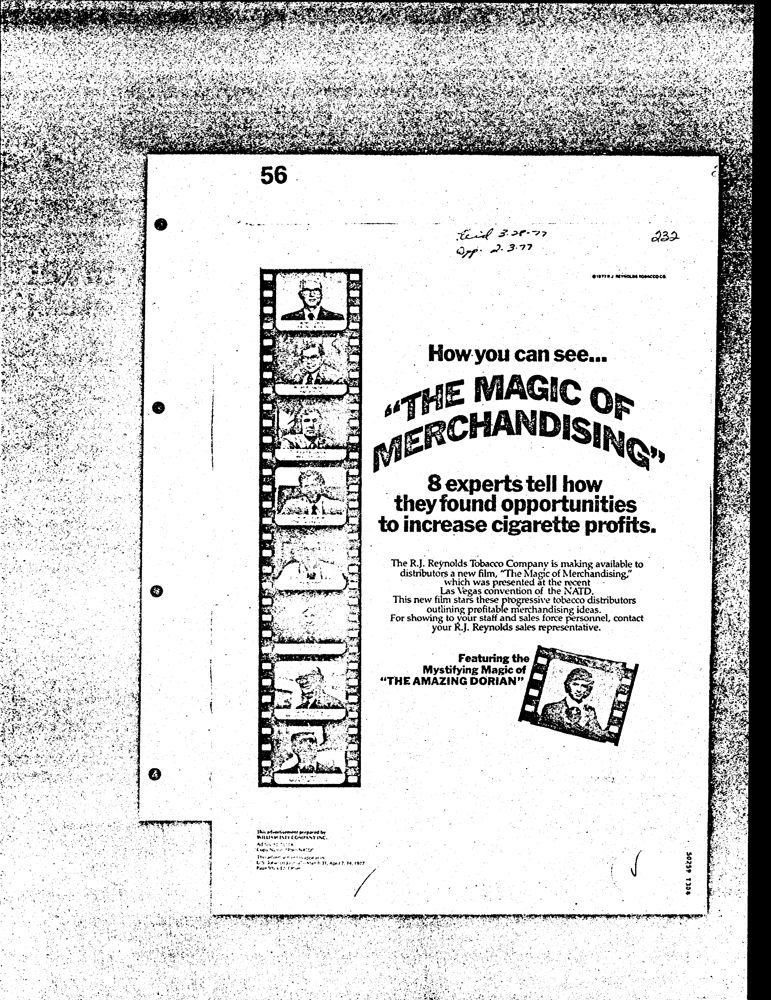 56
3-28-77
App. 2-3-77
232
© 1977 R.J. REYNOLDS TOBACCO CO.
How you can see...
“THE MAGIC OF
MERCHANDISING”
8 experts tell how
they found opportunities
to increase cigarette profits.
The R.J. Reynolds Tobacco Company is making available to
distributors a new film, “The Magic of Merchandising,”
which was presented at the recent
Las Vegas convention of the NATD.
This new film stars these progressive tobacco distributors
outlining profitable merchandising ideas.
For showing to your staff and sales force personnel, contact
your R.J. Reynolds sales representative.
Featuring the
Mystifying Magic of
“THE AMAZING DORIAN”
This advertisement prepared by
WILLIAM ESTY COMPANY INC.
50259 1304